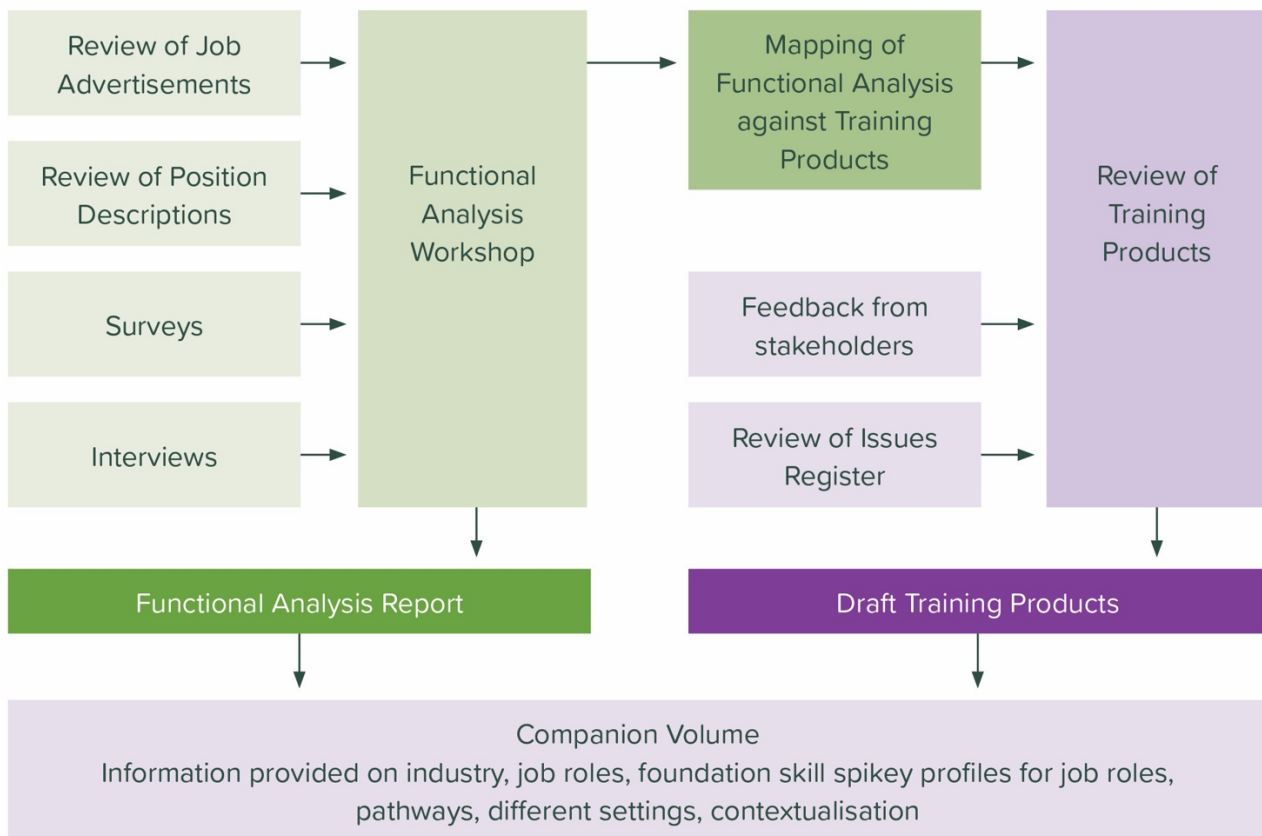 Review of Job
Advertisements
Review of Position
Descriptions
Surveys
Interviews
Functional
Analysis
Workshop
Mapping of
Functional Analysis
against Training
Products
Feedback from
stakeholders
Review of Issues
Register
Review of
Training
Products
Functional Analysis Report
Draft Training Products
Companion Volume
Information provided on industry, job roles, foundation skill spikey profiles for job roles,
pathways, different settings, contextualisation